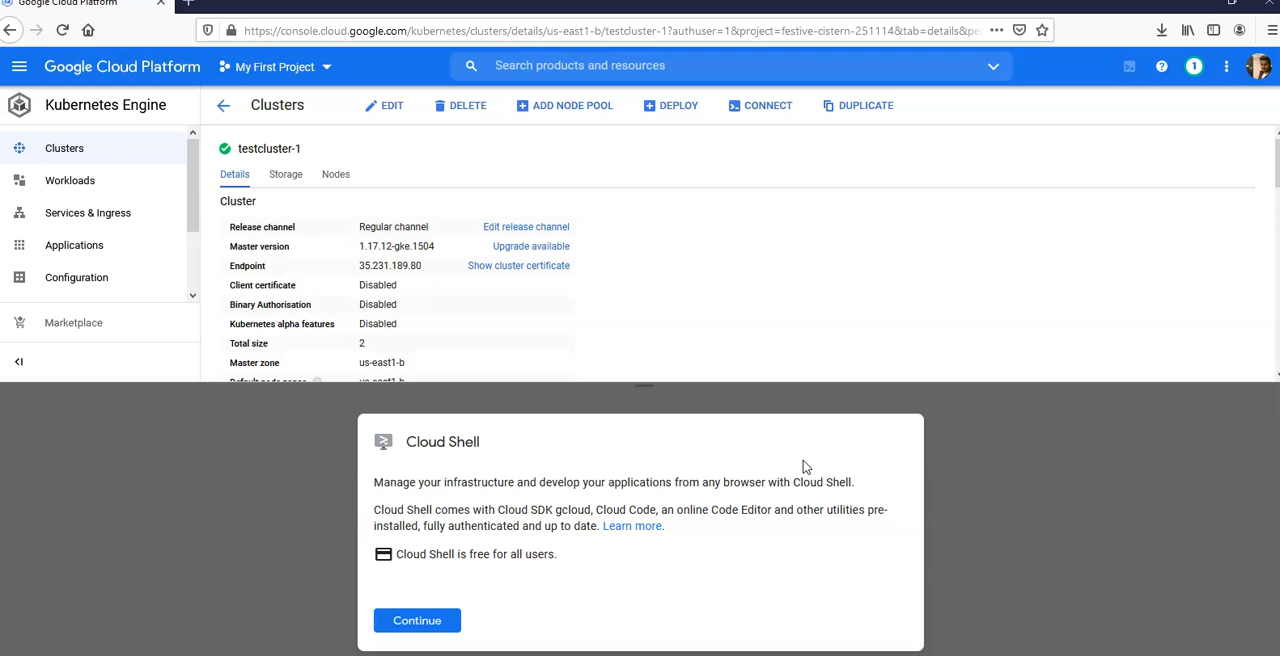 Google Cloud Platform
https://console.cloud.google.com/kubernetes/clusters/details/us-east1-b/testcluster-1?authuser=1&project=festive-cistern-251114&tab=details&pe
Google Cloud Platform My First Project Search products and resources 1
Kubernetes Engine Clusters EDIT DELETE ADD NODE POOL DEPLOY CONNECT DUPLICATE
Clusters
Workloads
Services & Ingress
Applications
Configuration
Marketplace
testcluster-1
Details Storage Nodes
Cluster
Release channel Regular channel Edit release channel
Master version 1.17.12-gke.1504 Upgrade available
Endpoint 35.231.189.80 Show cluster certificate
Client certificate Disabled
Binary Authorisation Disabled
Kubernetes alpha features Disabled
Total size 2
Master zone us-east1-b
Default node zones us-east1-b
Cloud Shell
Manage your infrastructure and develop your applications from any browser with Cloud Shell.
Cloud Shell comes with Cloud SDK gcloud, Cloud Code, an online Code Editor and other utilities pre-
installed, fully authenticated and up to date. Learn more.
Cloud Shell is free for all users.
Continue